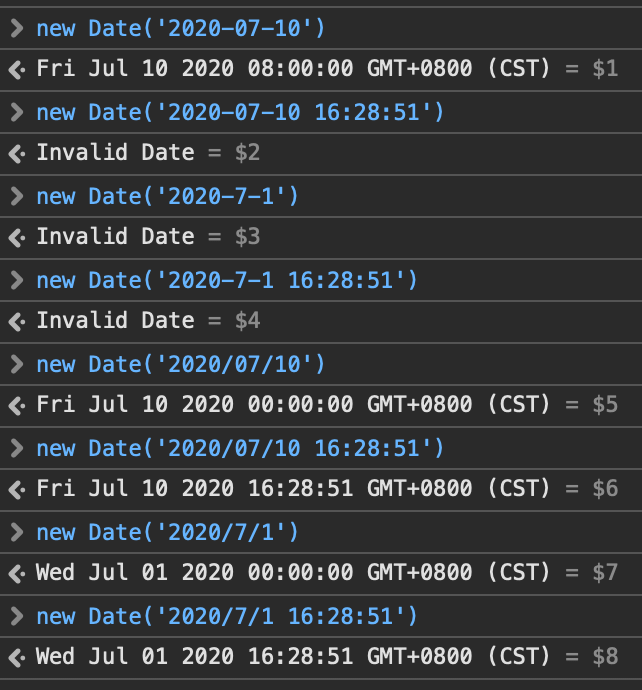 new Date('2020-07-10')
Fri Jul 10 2020 08:00:00 GMT+0800 (CST) = $1
new Date('2020-07-10 16:28:51')
Invalid Date = $2
new Date('2020-7-1')
Invalid Date = $3
new Date('2020-7-1 16:28:51')
Invalid Date = $4
new Date('2020/07/10')
Fri Jul 10 2020 00:00:00 GMT+0800 (CST) = $5
new Date('2020/07/10 16:28:51')
Fri Jul 10 2020 16:28:51 GMT+0800 (CST) = $6
new Date('2020/7/1')
Wed Jul 01 2020 00:00:00 GMT+0800 (CST) = $7
new Date('2020/7/1 16:28:51')
Wed Jul 01 2020 16:28:51 GMT+0800 (CST) = $8